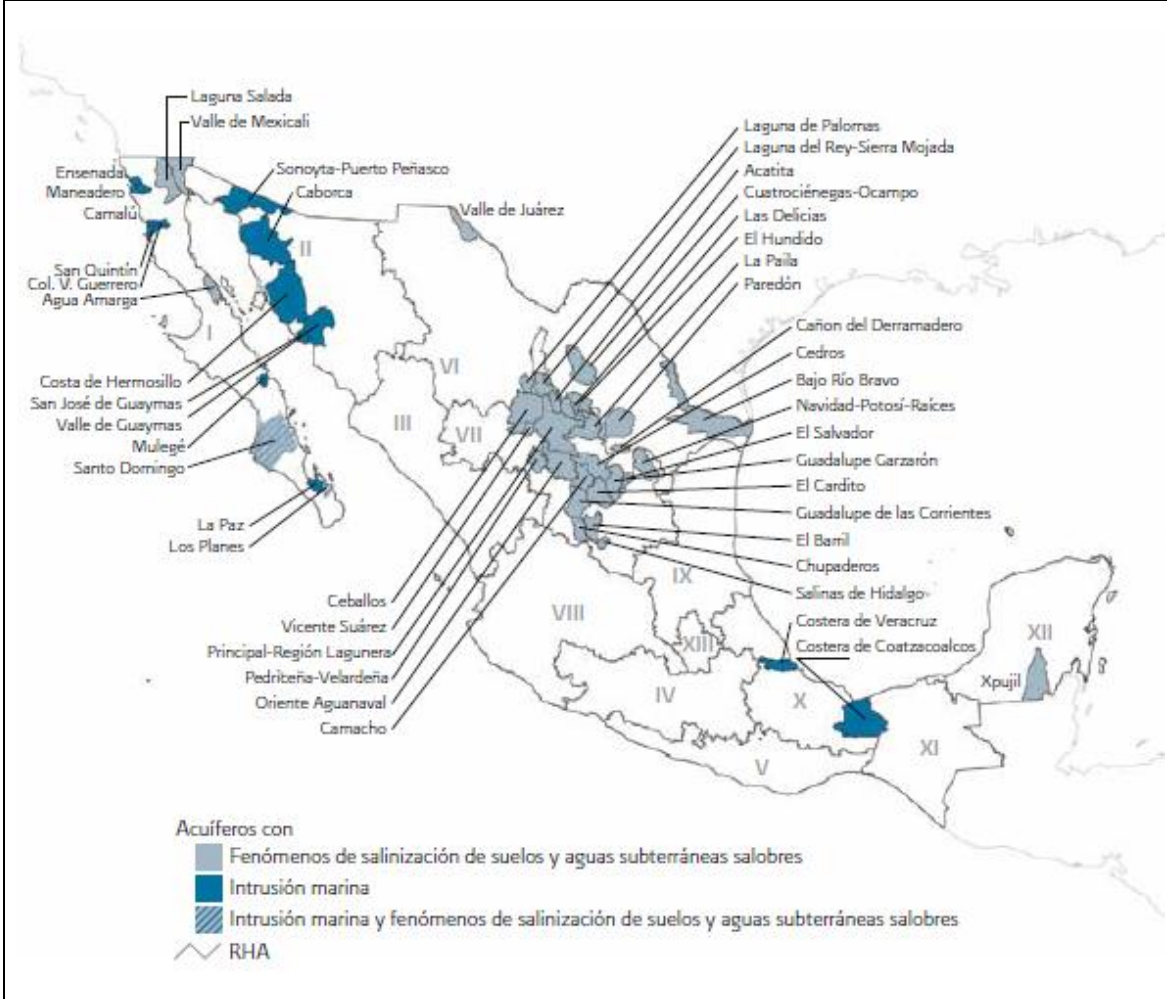 Laguna Salada
Valle de Mexicali
Ensenada
Maneadero
Camalú
Sonoyta-Puerto Peñasco
Caborca
San Quintín
Col. V. Guerrero
Agua Amarga
Costa de Hermosillo
San José de Guaymas
Valle de Guaymas
Mulegé
Santo Domingo
La Paz
Los Planes
Valle de Juárez
Laguna de Palomas
Laguna del Rey-Sierra Mojada
Acatita
Cuatrociénegas-Ocampo
Las Delicias
El Hundido
La Paila
Paredón
Cañon del Derramadero
Cedros
Bajo Río Bravo
Navidad-Potosí-Raíces
El Salvador
Guadalupe Garzarón
El Cardito
Guadalupe de las Corrientes
El Barril
Chupaderos
Salinas de Hidalgo
Costera de Veracruz
Costera de Coatzacoalcos
Xpujil
Ceballos
Vicente Suárez
Principal-Región Lagunera
Pedriceña-Velardeña
Oriente Aguanaval
Camacho
I
II
III
IV
V
VI
VII
VIII
IX
X
XI
XII
XIII
Acuíferos con
Fenómenos de salinización de suelos y aguas subterráneas salobres
Intrusión marina
Intrusión marina y fenómenos de salinización de suelos y aguas subterráneas salobres
RHA